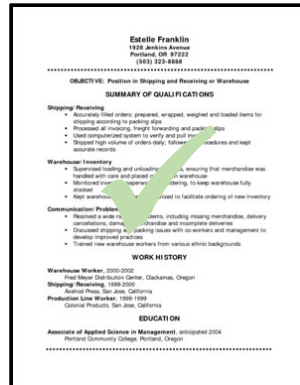 Estelle Franklin
1928 Jenkins Avenue
Portland, OR 97222
(503) 323-8888
OBJECTIVE: Position in Shipping and Receiving or Warehouse
SUMMARY OF QUALIFICATIONS
Shipping/Receiving
Accurately filled orders: prepared, wrapped, weighed and loaded items for
shipping according to packing slips
Processed all invoicing, freight forwarding and packing slips
Used computerized system to verify and pull
Shipped high volume of orders daily; followed procedures and kept
accurate records
Warehouse/Inventory
Supervised loading and unloading ensuring that merchandise was
handled with care and placed warehouse
Monitored ordering, to keep warehouse fully
stocked
Kept to facilitate ordering of new inventory
Communication/Problem
Resolved a wide including missing merchandise, delivery
cancellations, merchandise and incomplete deliveries
Discussed shipping packing issues with co-workers and management to
develop improved practices
Trained new warehouse workers from various ethnic backgrounds
WORK HISTORY
Warehouse Worker, 2000-2002
Fred Meyer Distribution Center, Clackamas, Oregon
Shipping/Receiving, 1999-2000
San Jose, California
Production Line Worker, 1998-1999
Colonial Products, San Jose, California
EDUCATION
Associate of Applied Science in Management, anticipated 2004
Portland Community College, Portland, Oregon